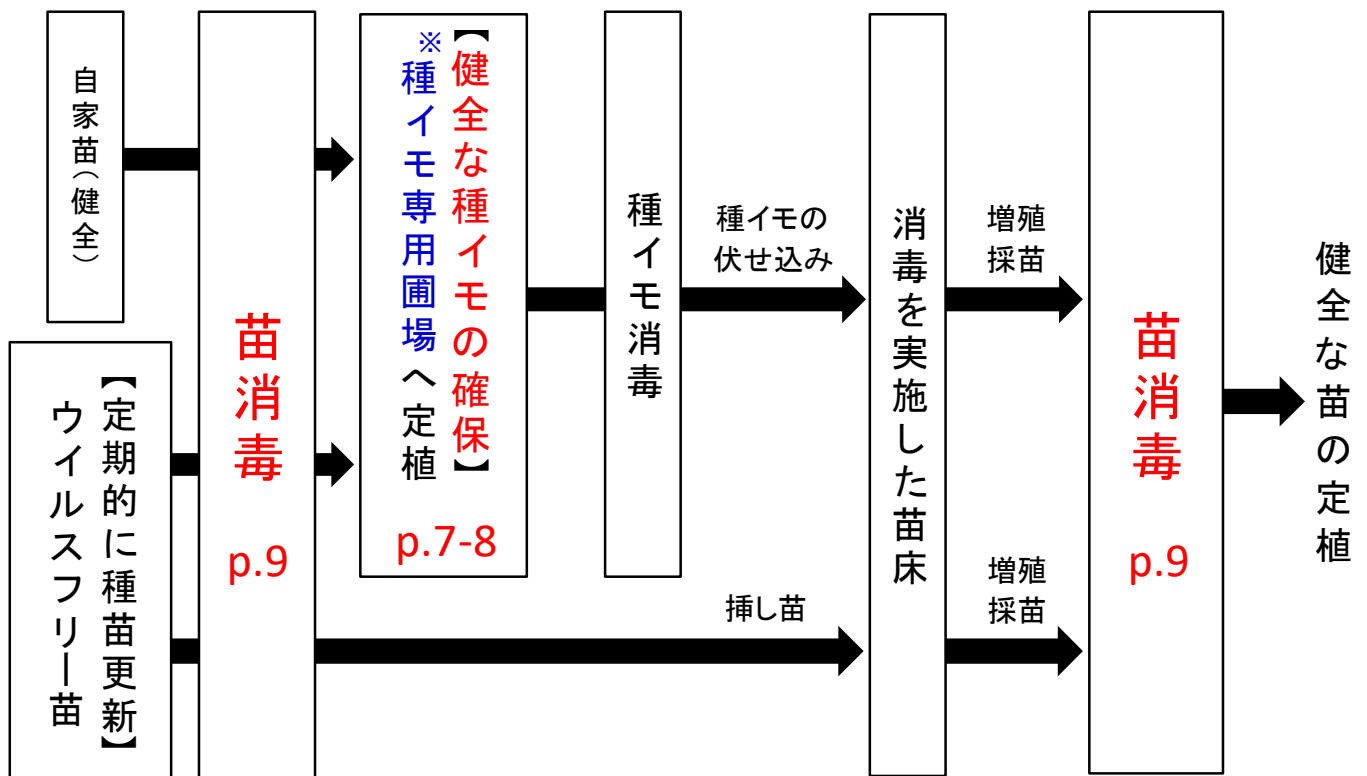 自家苗（健全）
【定期的に種苗更新】
ウイルスフリー苗
苗消毒
p.9
【健全な種イモの確保】
※種イモ専用圃場へ定植
p.7-8
種イモ消毒
種イモの
伏せ込み
挿し苗
消毒を実施した苗床
増殖
採苗
増殖
採苗
苗消毒
p.9
健全な苗の定植